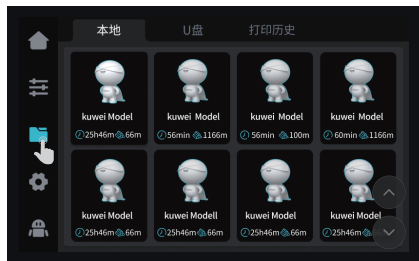 本地 U盘 打印历史
kuwei Model kuwei Model kuwei Model kuwei Model
25h46m 66m 56min 1166m 56min 100m 60min 1166m
kuwei Model kuwei Modell kuwei Model kuwei Model
25h46m 66m 25h46m 66m 25h46m 66m 25h46m